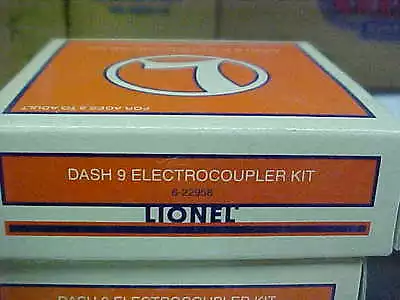 FOR AGES 8 TO ADULT
DASH 9 ELECTROCOUPLER KIT
6-22958
LIONEL
DASH 9 ELECTROCOUPLER KIT